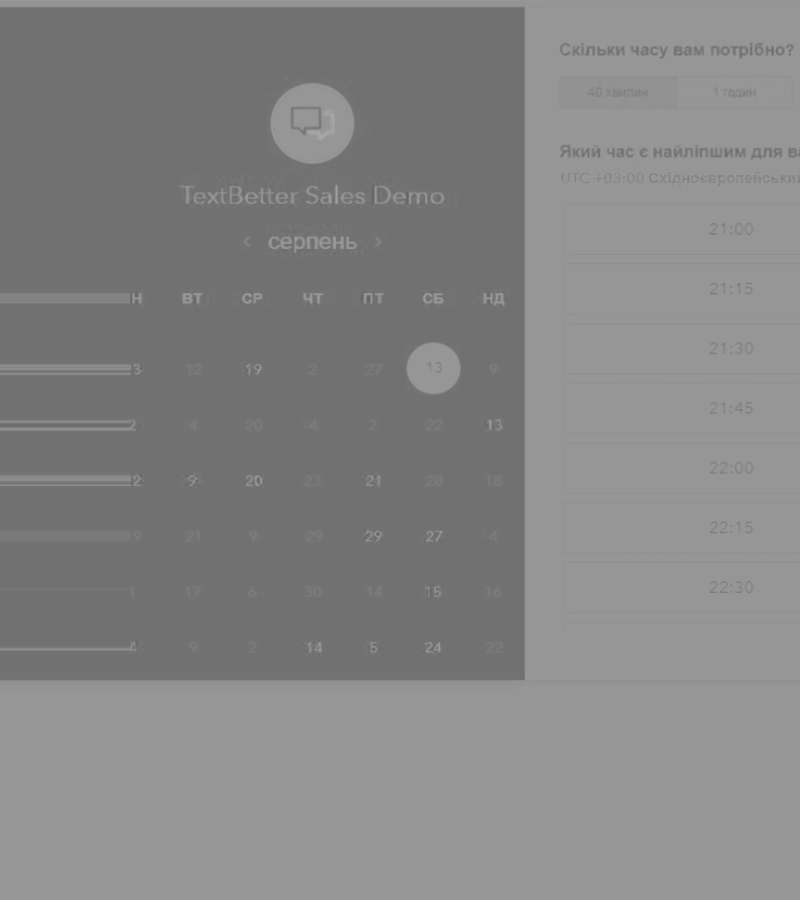 TextBetter Sales Demo
серпень
Н ВТ СР ЧТ ПТ СБ НД
3 12 19 2 27 13 9
2 4 20 4 2 22 13
2 9 20 23 21 28 18
9 21 9 29 29 27 4
1 17 6 30 14 15 16
4 9 2 14 5 24 22
Скільки часу вам потрібно?
40 хвилин 1 годин
Який час є найліпшим для
UTC +03:00
21:00
21:15
21:30
21:45
22:00
22:15
22:30